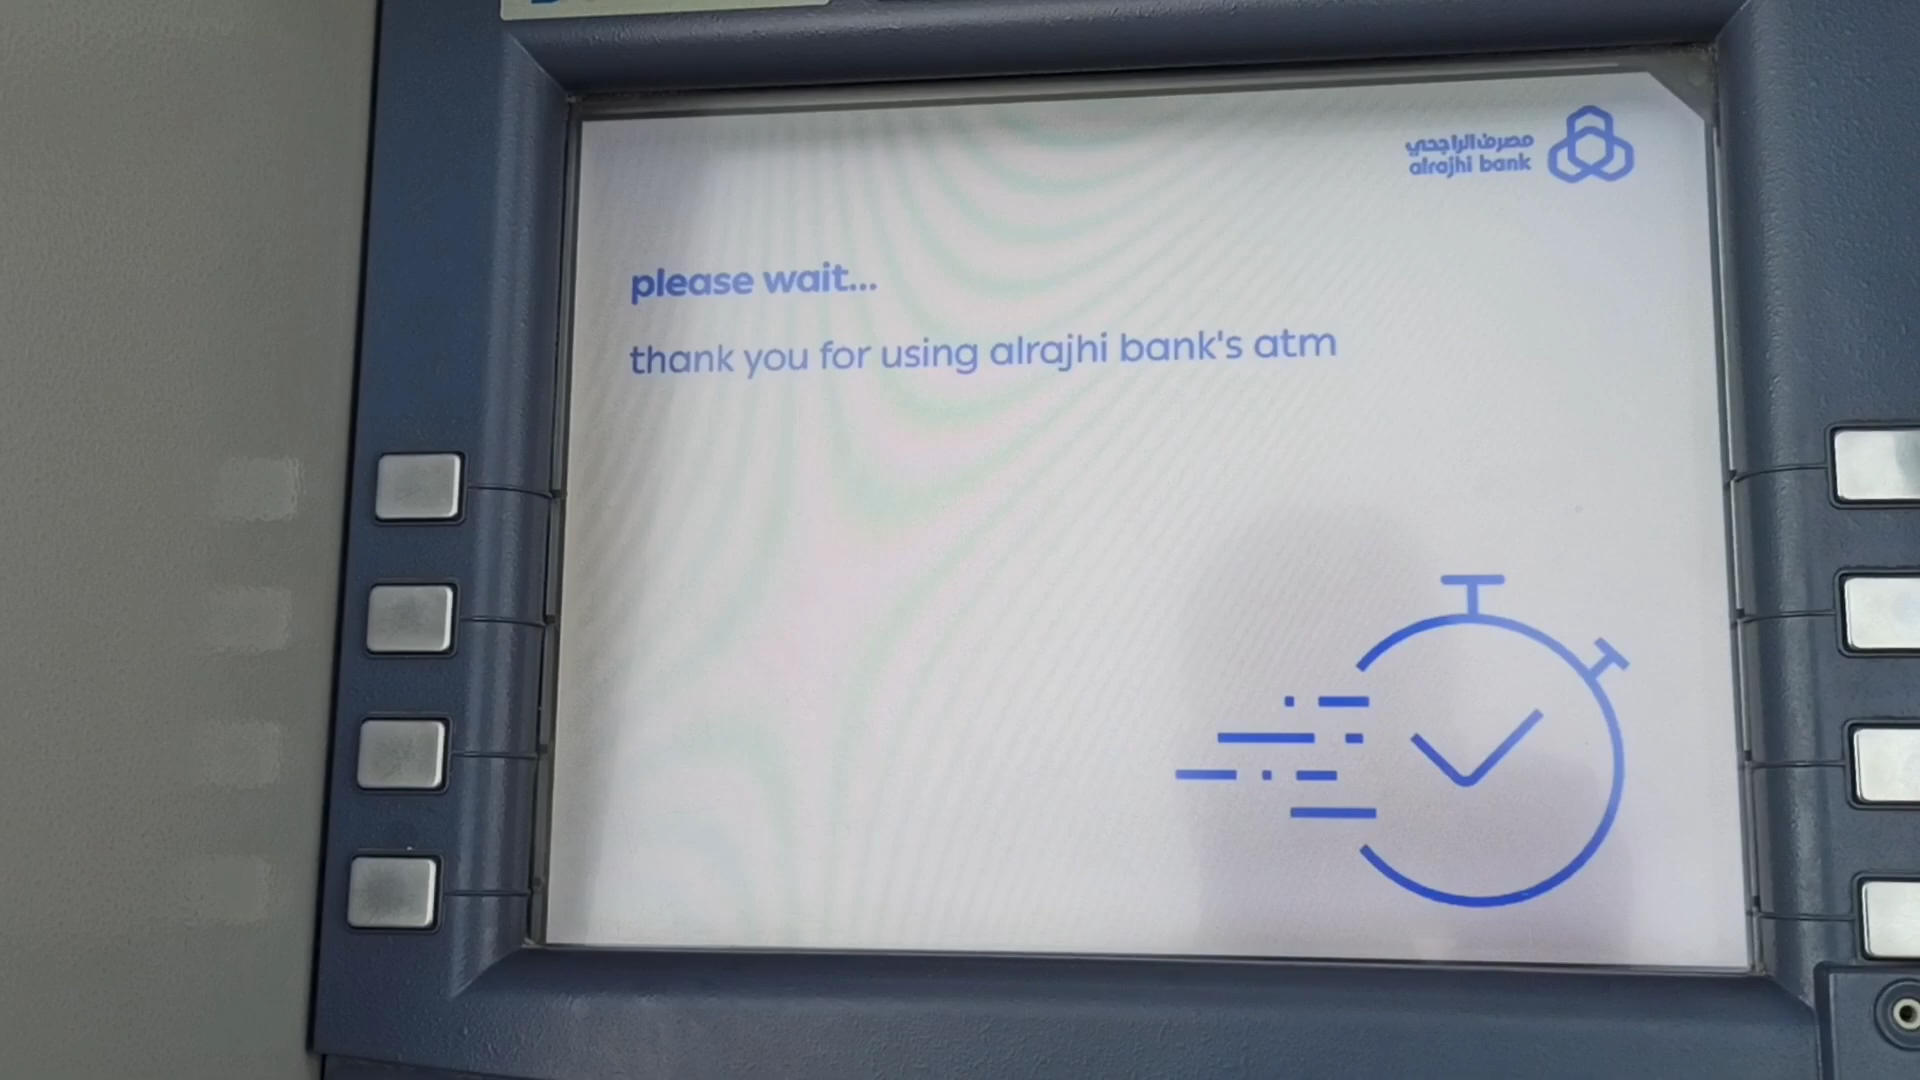 مصرف الراجحي
alrajhi bank
please wait...
thank you for using alrajhi bank's atm